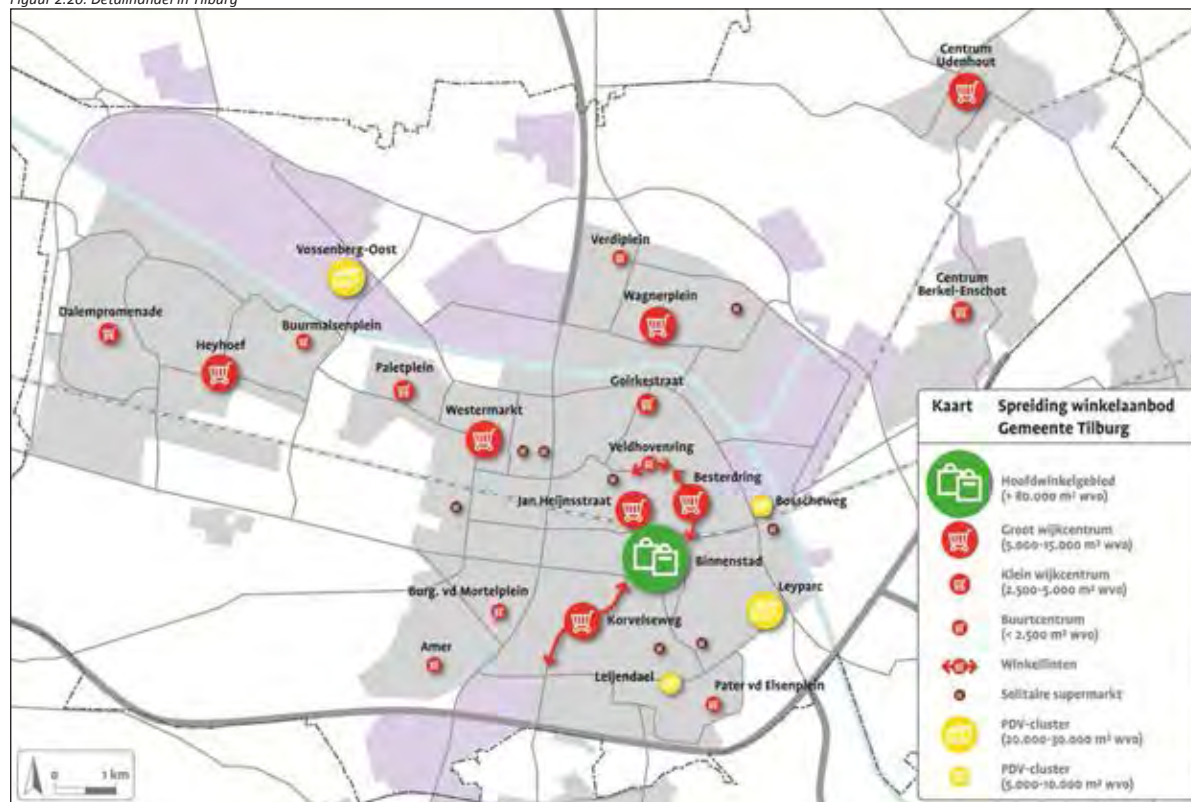 Figuur 2.20: Detailhandel in Tilburg
Centrum
Udenhout
Verdiplein
Vossenberg-Oost
Wagnerplein
Centrum
Berkel-Enschot
Dalempromenade
Buurmalsenplein
Heyhoef
Paletplein
Goirkestraat
Westermarkt
Veldhovenring
Besterdring
Jan Heijnsstraat
Bosscheweg
Binnenstad
Leyparc
Burg. vd Mortelplein
Korvelseweg
Amer
Leijendael
Pater vd Elsenplein
Kaart Spreiding winkelaanbod
Gemeente Tilburg
Hoofdwinkelgebied
(> 80.000 m² wvo)
Groot wijkcentrum
(5.000-15.000 m² wvo)
Klein wijkcentrum
(2.500-5.000 m² wvo)
Buurtcentrum
(< 2.500 m² wvo)
Winkellinten
Solitaire supermarkt
PDV-cluster
(20.000-30.000 m² wvo)
PDV-cluster
(5.000-10.000 m² wvo)
0 1 km